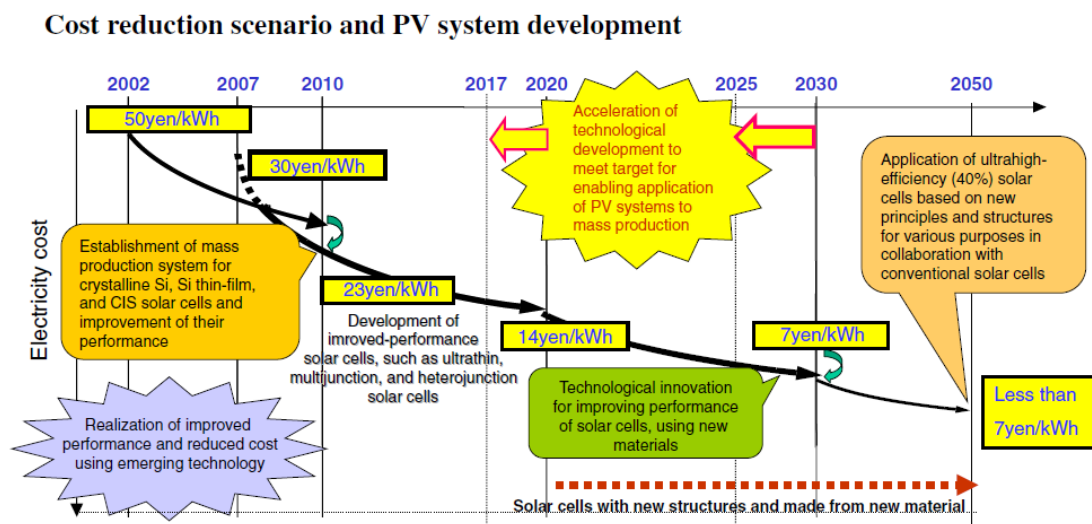 Cost reduction scenario and PV system development
2002
2007
2010
2017
2020
2025
2030
2050
50yen/kWh
30yen/kWh
Acceleration of
technological
development to
meet target for
enabling application
of PV systems to
mass production
Application of ultrahigh-
efficiency (40%) solar
cells based on new
principles and structures
for various purposes in
collaboration with
conventional solar cells
Electricity cost
Establishment of mass
production system for
crystalline Si, Si thin-film,
and CIS solar cells and
improvement of their
performance
23yen/kWh
Development of
improved-performance
solar cells, such as ultrathin,
multijunction, and heterojunction
solar cells
14yen/kWh
7yen/kWh
Technological innovation
for improving performance
of solar cells, using new
materials
Less than
7yen/kWh
Realization of improved
performance and reduced cost
using emerging technology
Solar cells with new structures and made from new material